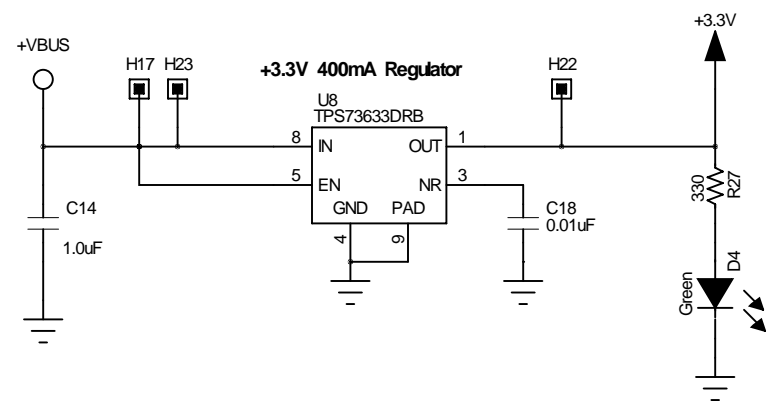 +3.3V
+VBUS
H17 H23
+3.3V 400mA Regulator
H22
U8
TPS73633DRB
8 IN OUT 1
5 EN NR 3
GND PAD
4 9
C14
1.0uF
C18
0.01uF
330
R27
D4
Green